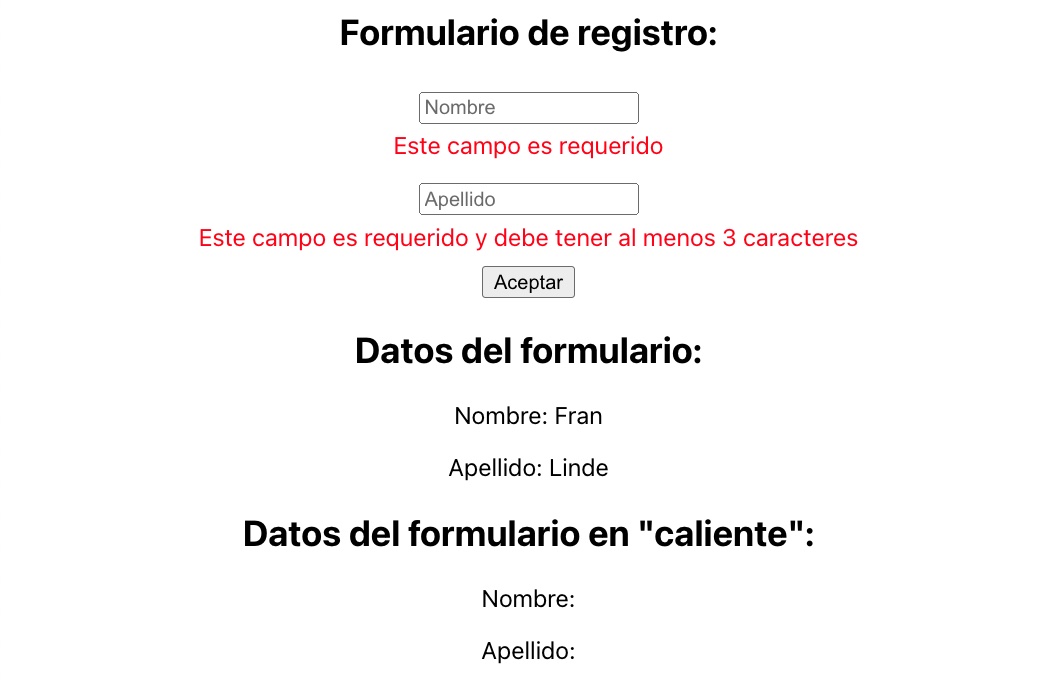 Formulario de registro:
Nombre
Este campo es requerido
Apellido
Este campo es requerido y debe tener al menos 3 caracteres
Aceptar
Datos del formulario:
Nombre: Fran
Apellido: Linde
Datos del formulario en "caliente":
Nombre:
Apellido: